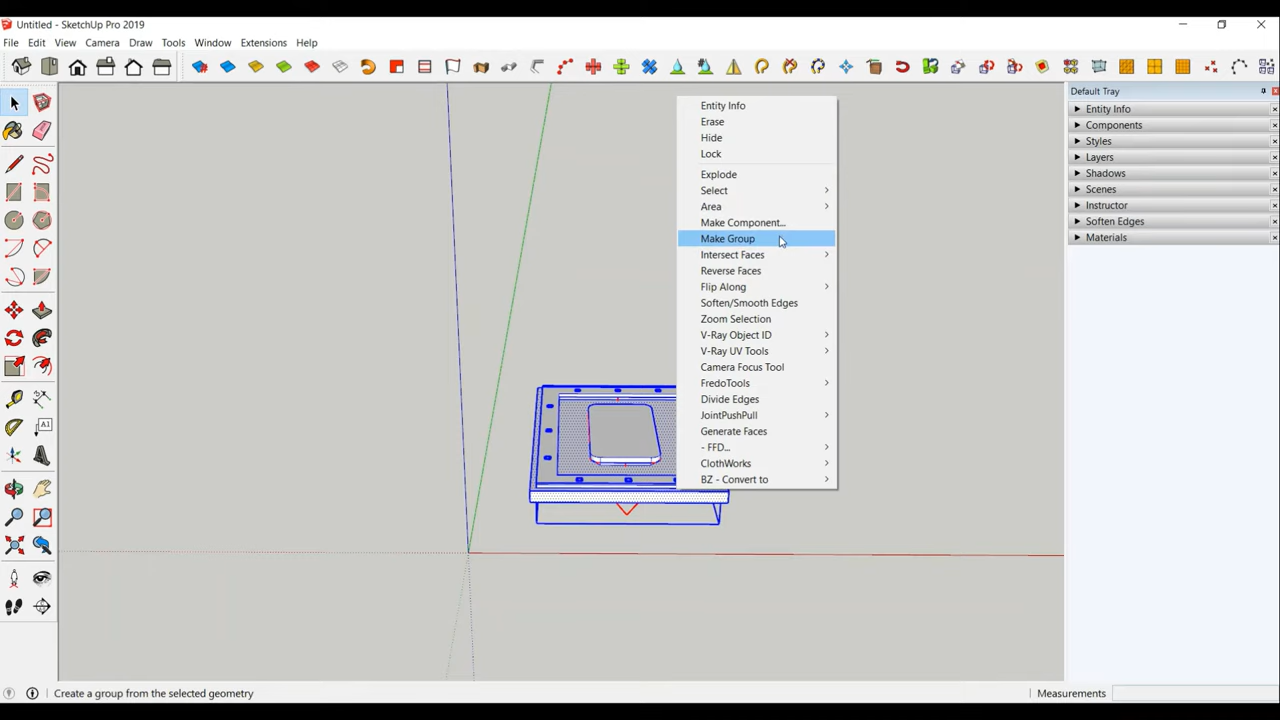 Untitled - SketchUp Pro 2019
File Edit View Camera Draw Tools Window Extensions Help
Default Tray
Entity Info
Components
Styles
Layers
Shadows
Scenes
Instructor
Soften Edges
Materials
Entity Info
Erase
Hide
Lock
Explode
Select
Area
Make Component...
Make Group
Intersect Faces
Reverse Faces
Flip Along
Soften/Smooth Edges
Zoom Selection
V-Ray Object ID
V-Ray UV Tools
Camera Focus Tool
FredoTools
Divide Edges
JointPushPull
Generate Faces
- FFD...
ClothWorks
BZ - Convert to
A1
Create a group from the selected geometry
Measurements